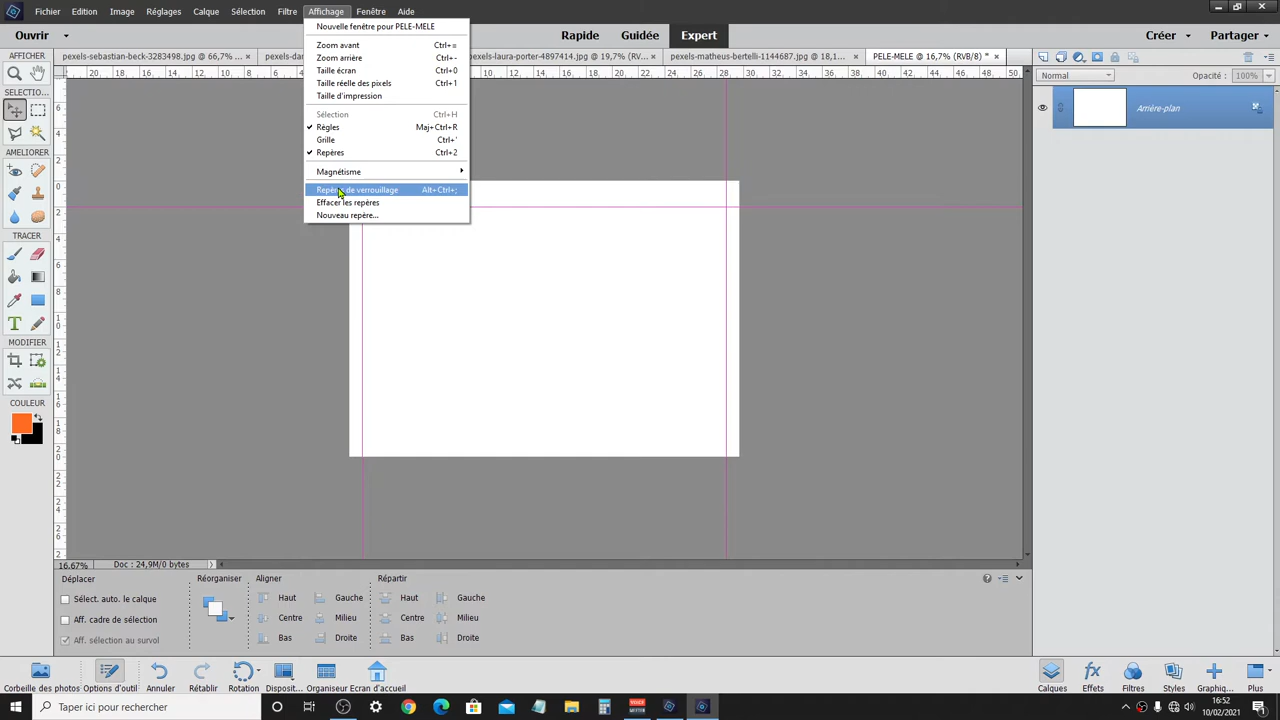 Fichier Edition Image Réglages Calque Sélection Filtre Affichage Fenêtre Aide
Ouvrir Rapide Guidée Expert Créer Partager
AFFICHER
pexels-sebastian-beck-3283498.jpg @ 66,7%
pexels-da
pexels-laura-porter-4897414.jpg @ 19,7% (RV...
pexels-matheus-bertelli-1144687.jpg @ 18,1...
PELE-MELE @ 16,7% (RVB/8) *
Nouvelle fenêtre pour PELE-MELE
Zoom avant Ctrl+=
Zoom arrière Ctrl+-
Taille écran Ctrl+0
Taille réelle des pixels Ctrl+1
Taille d'impression
Sélection Ctrl+H
Règles Maj+Ctrl+R
Grille Ctrl+'
Repères Ctrl+2
Magnétisme
Repères de verrouillage Alt+Ctrl+;
Effacer les repères
Nouveau repère...
SELECTIO...
AMELIORER
TRACER
MODIFIER
COULEUR
Normal Opacité : 100%
Arrière-plan
16.67% Doc : 24,9M/0 bytes
Déplacer Réorganiser Aligner Répartir
Sélect. auto. le calque
Aff. cadre de sélection
Aff. sélection au survol
Haut Gauche Haut Gauche
Centre Milieu Centre Milieu
Bas Droite Bas Droite
Corbeille des photos Options d'outil Annuler Rétablir Rotation Disposit... Organiseur Ecran d'accueil
Calques Effets Filtres Styles Graphiq... Plus
Taper ici pour rechercher
16:52
10/02/2021